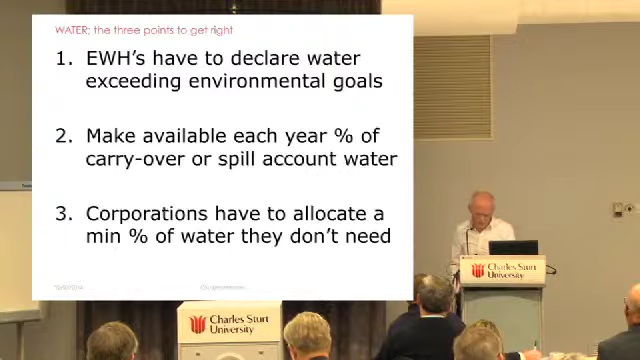 WATER; the three points to get right
1. EWH's have to declare water
exceeding environmental goals
2. Make available each year % of
carry-over or spill account water
3. Corporations have to allocate a
min % of water they don't need
Charles Sturt
University
Charles Sturt
University